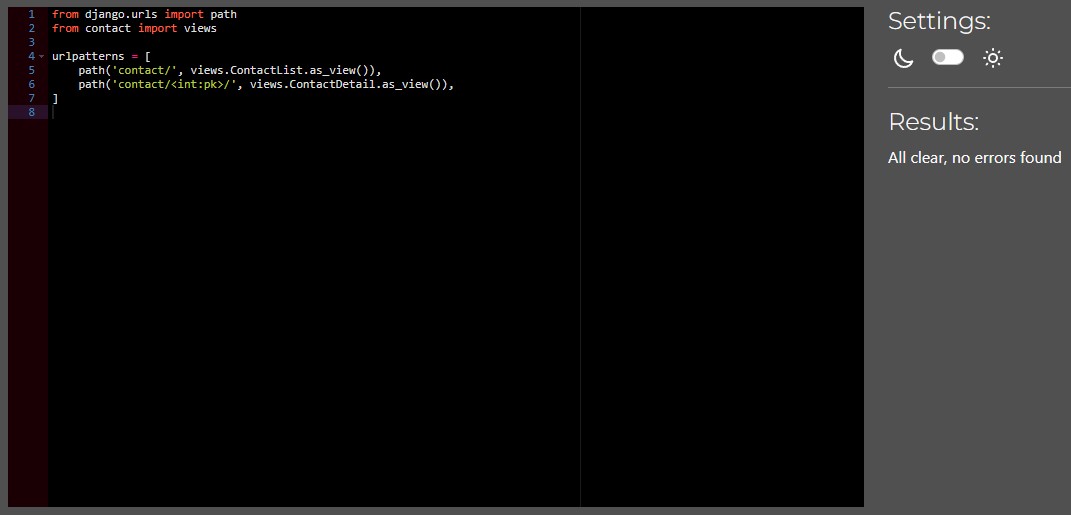 1 from django.urls import path
2 from contact import views
3
4 urlpatterns = [
5     path('contact/', views.ContactList.as_view()),
6     path('contact/<int:pk>/', views.ContactDetail.as_view()),
7 ]
8
Settings:
Results:
All clear, no errors found